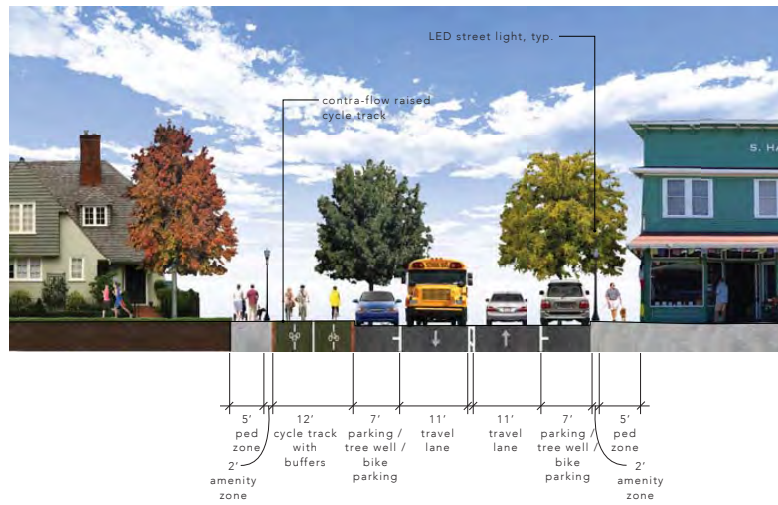 LED street light, typ.
contra-flow raised
cycle track
S. HA
5'
ped
zone
2'
amenity
zone
12'
cycle track
with
buffers
7'
parking /
tree well /
bike
parking
11'
travel
lane
11'
travel
lane
7'
parking /
tree well /
bike
parking
5'
ped
zone
2'
amenity
zone